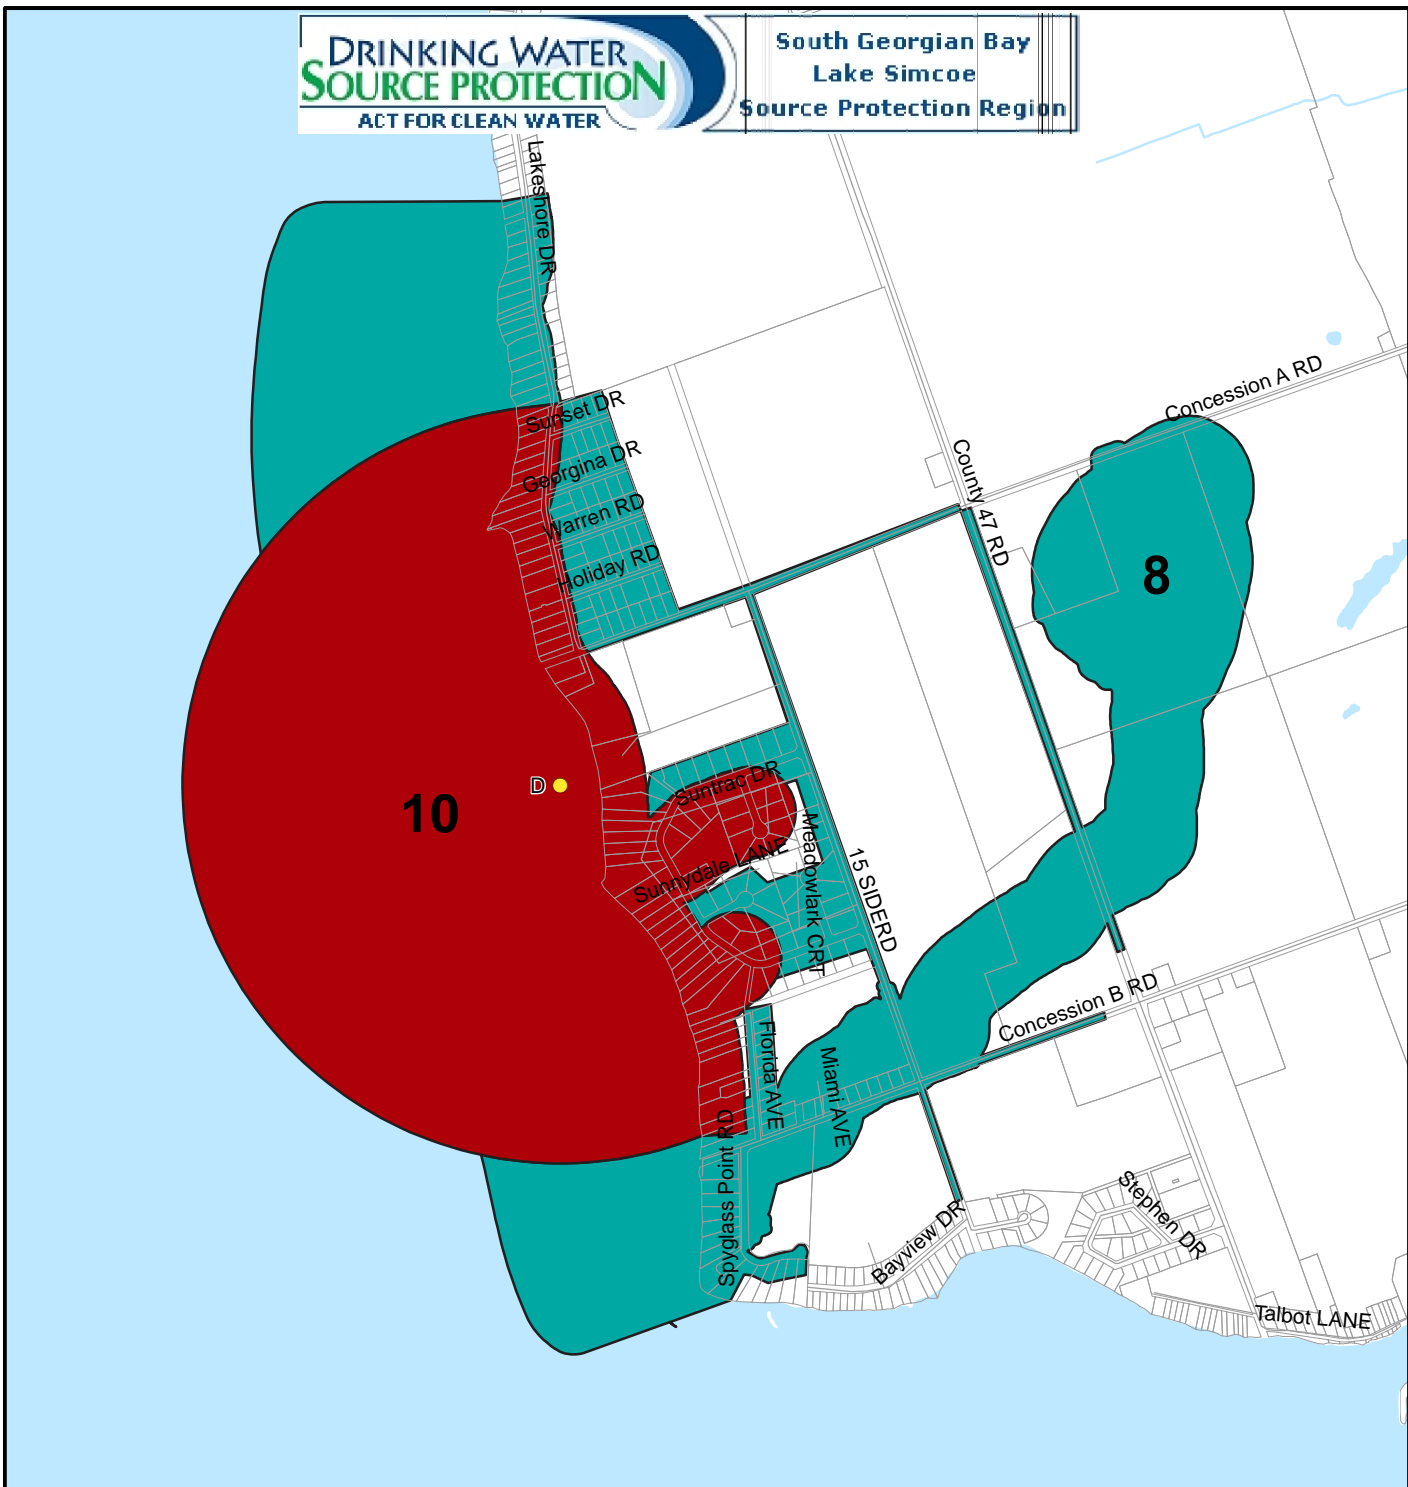 DRINKING WATER
SOURCE PROTECTION
ACT FOR CLEAN WATER
South Georgian Bay
Lake Simcoe
Source Protection Region
Lakeshore DR
Concession A RD
Sunset DR
Georgina DR
County 47 RD
Warren RD
Holiday RD
8
Suntrac DR
D
10
Meadowlark CRT
Sunnydale LANE
15 SIDERD
Concession B RD
Florida AVE
Miami AVE
Spyglass Point RD
Bayview DR
Stephen DR
Talbot LANE